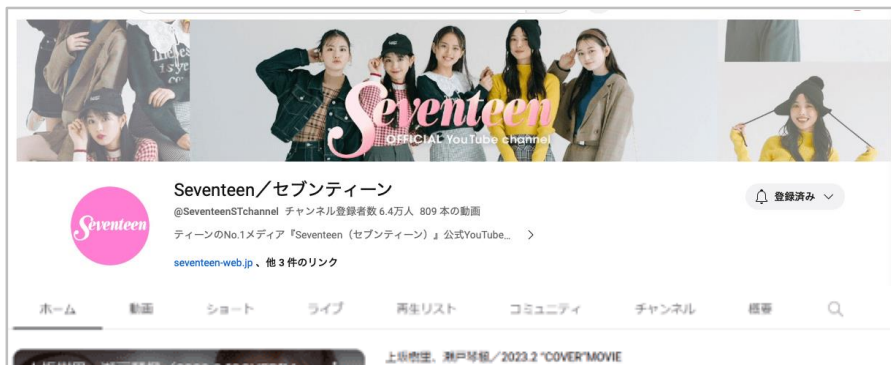 Seventeen
OFFICIAL YouTube channel
Seventeen
Seventeen／セブンティーン
@SeventeenSTchannel チャンネル登録者数 6.4万人 809 本の動画
ティーンのNo.1メディア『Seventeen（セブンティーン）』公式YouTube...
seventeen-web.jp 、他 3 件のリンク
登録済み
ホーム 動画 ショート ライブ 再生リスト コミュニティ チャンネル 概要
上坂樹里、瀬戸琴楓／2023.2 "COVER"MOVIE